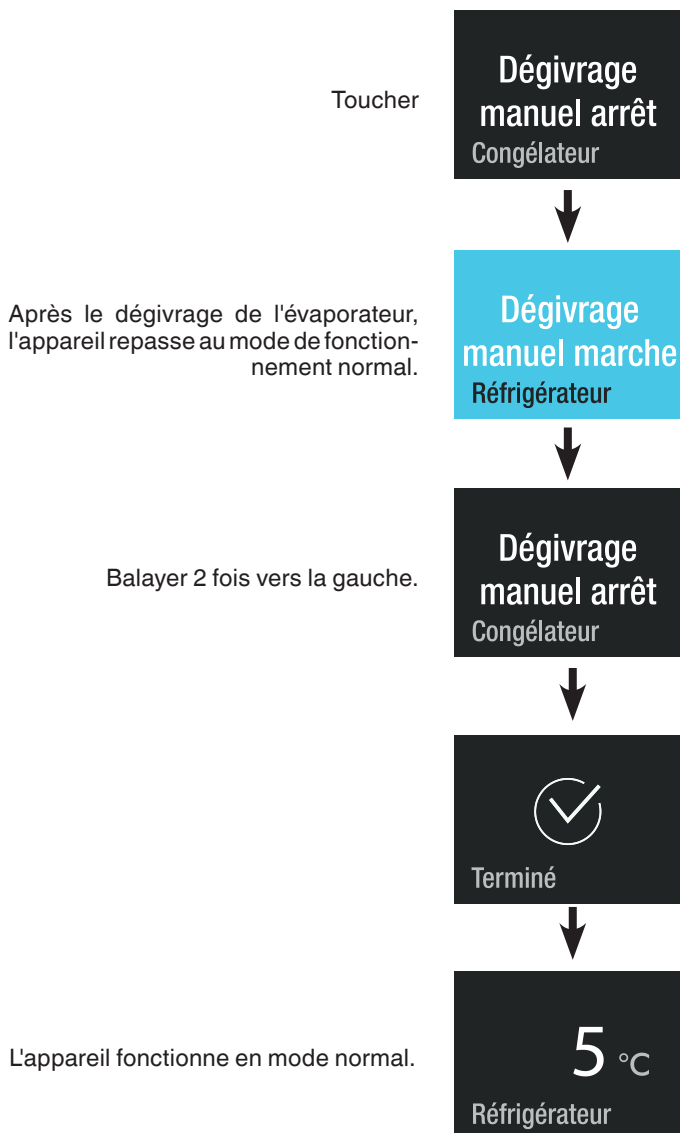 Toucher
Dégivrage
manuel arrêt
Congélateur
Après le dégivrage de l'évaporateur,
l'appareil repasse au mode de fonction-
nement normal.
Dégivrage
manuel marche
Réfrigérateur
Balayer 2 fois vers la gauche.
Dégivrage
manuel arrêt
Congélateur
Terminé
L'appareil fonctionne en mode normal.
5 °C
Réfrigérateur